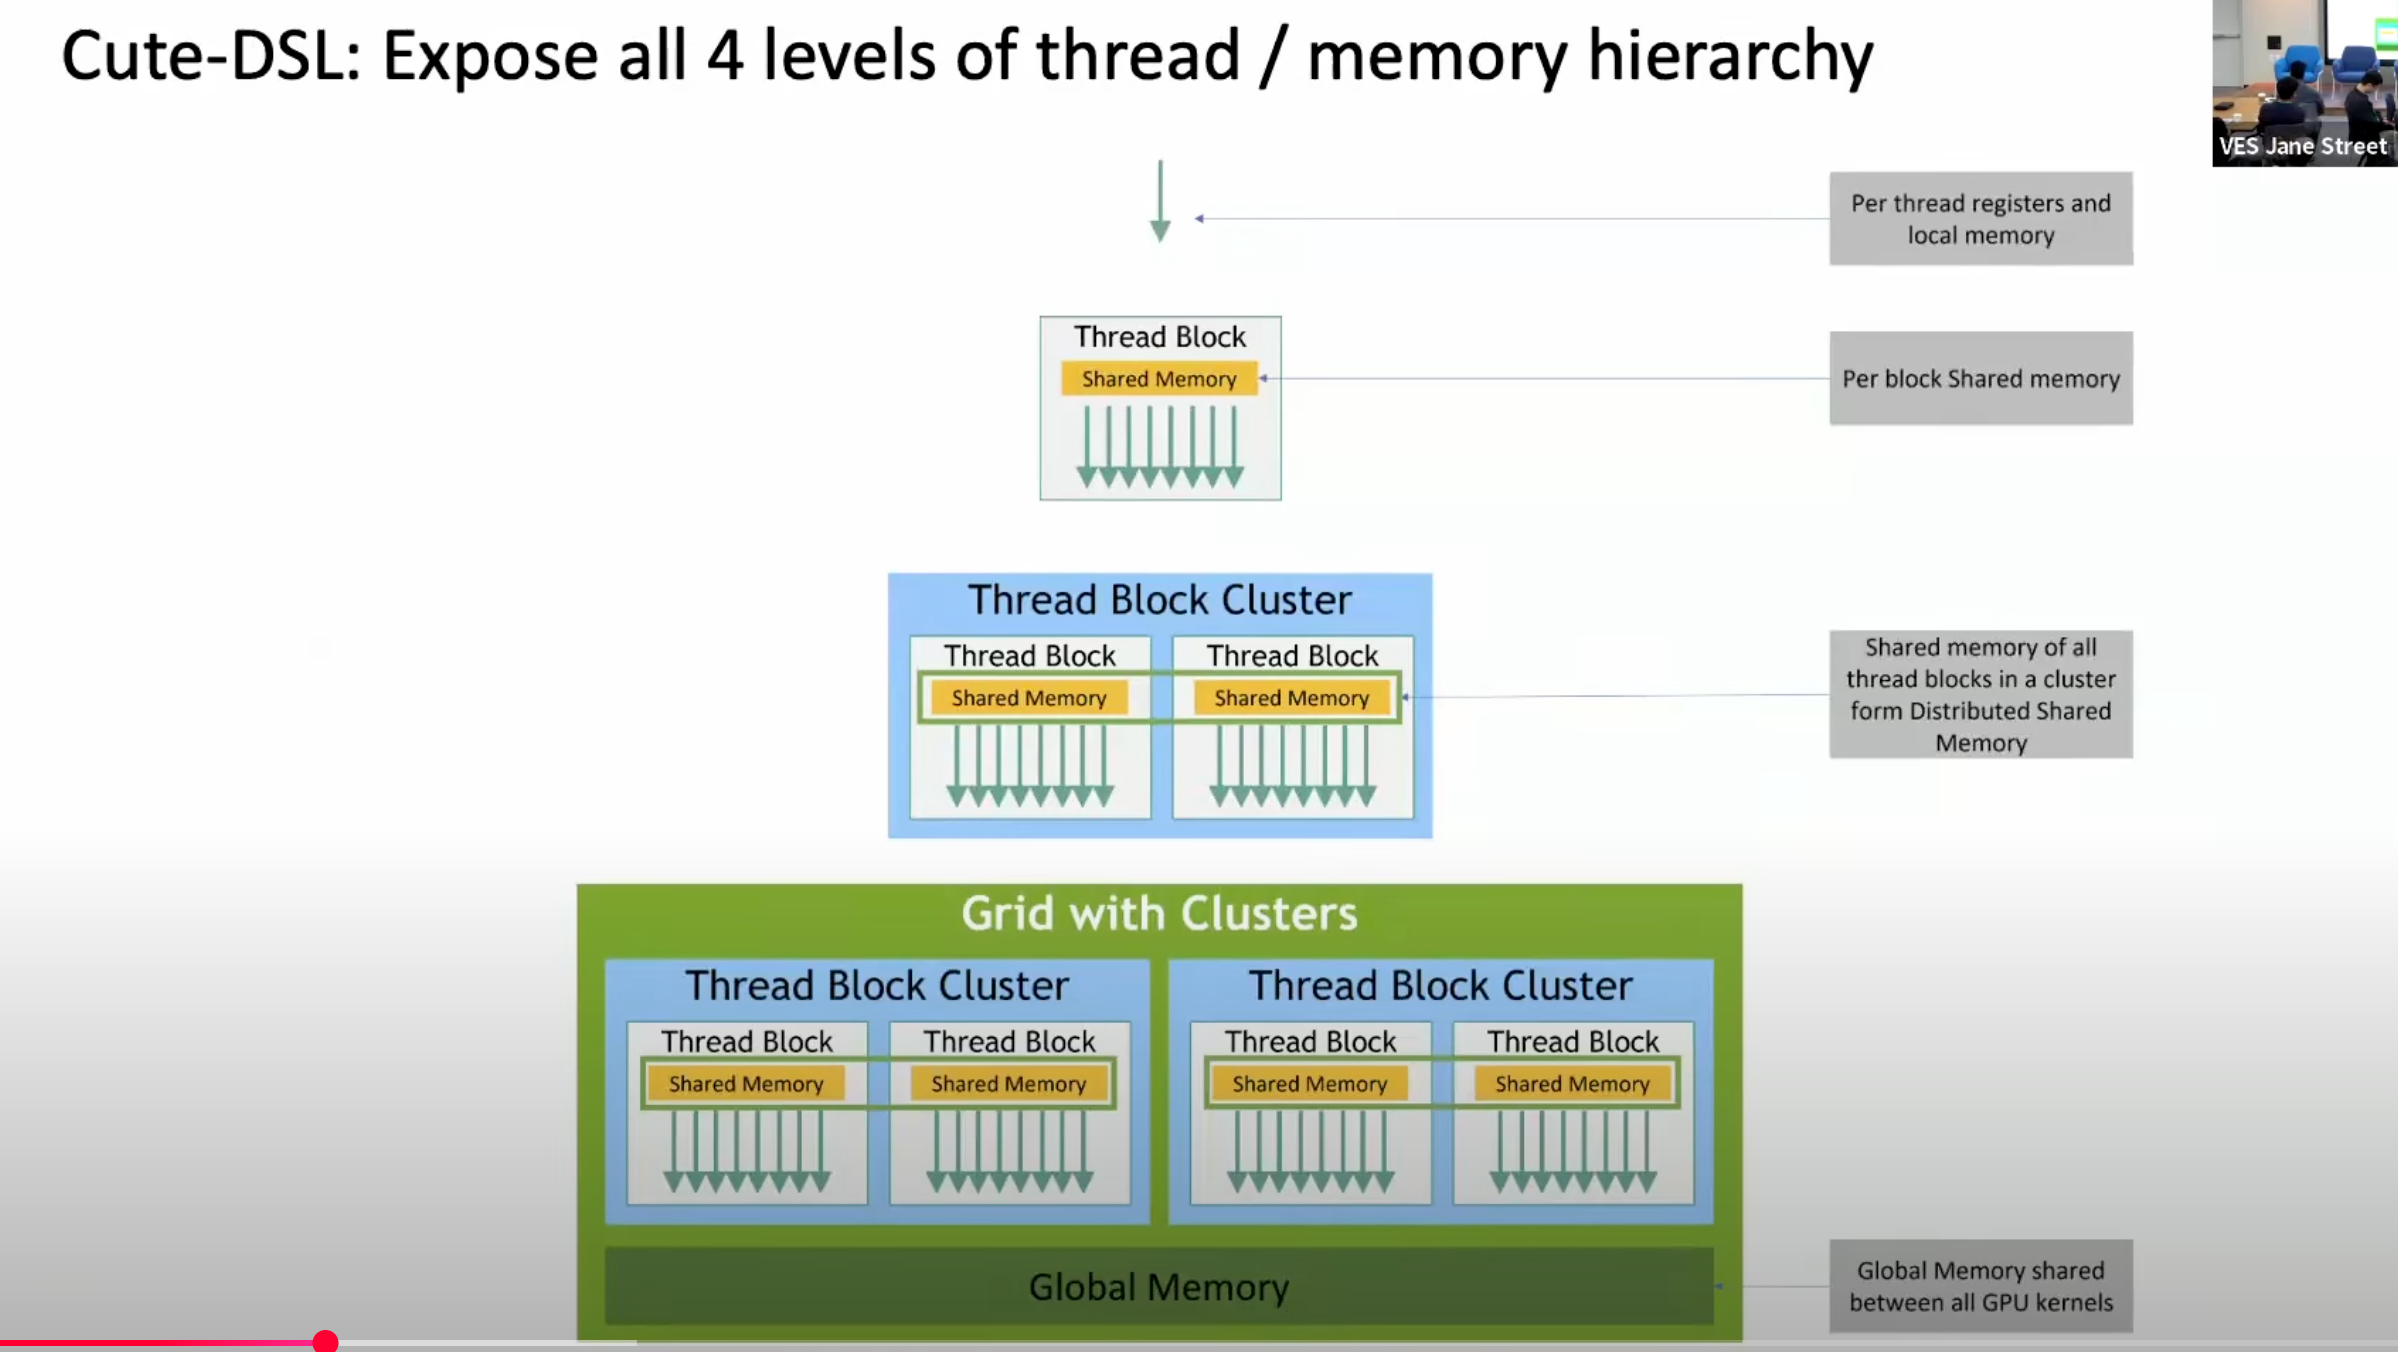 Cute-DSL: Expose all 4 levels of thread / memory hierarchy
VES Jane Street
Per thread registers and
local memory
Thread Block
Shared Memory
Per block Shared memory
Thread Block Cluster
Thread Block
Thread Block
Shared Memory
Shared Memory
Shared memory of all
thread blocks in a cluster
form Distributed Shared
Memory
Grid with Clusters
Thread Block Cluster
Thread Block Cluster
Thread Block
Thread Block
Thread Block
Thread Block
Shared Memory
Shared Memory
Shared Memory
Shared Memory
Global Memory
Global Memory shared
between all GPU kernels